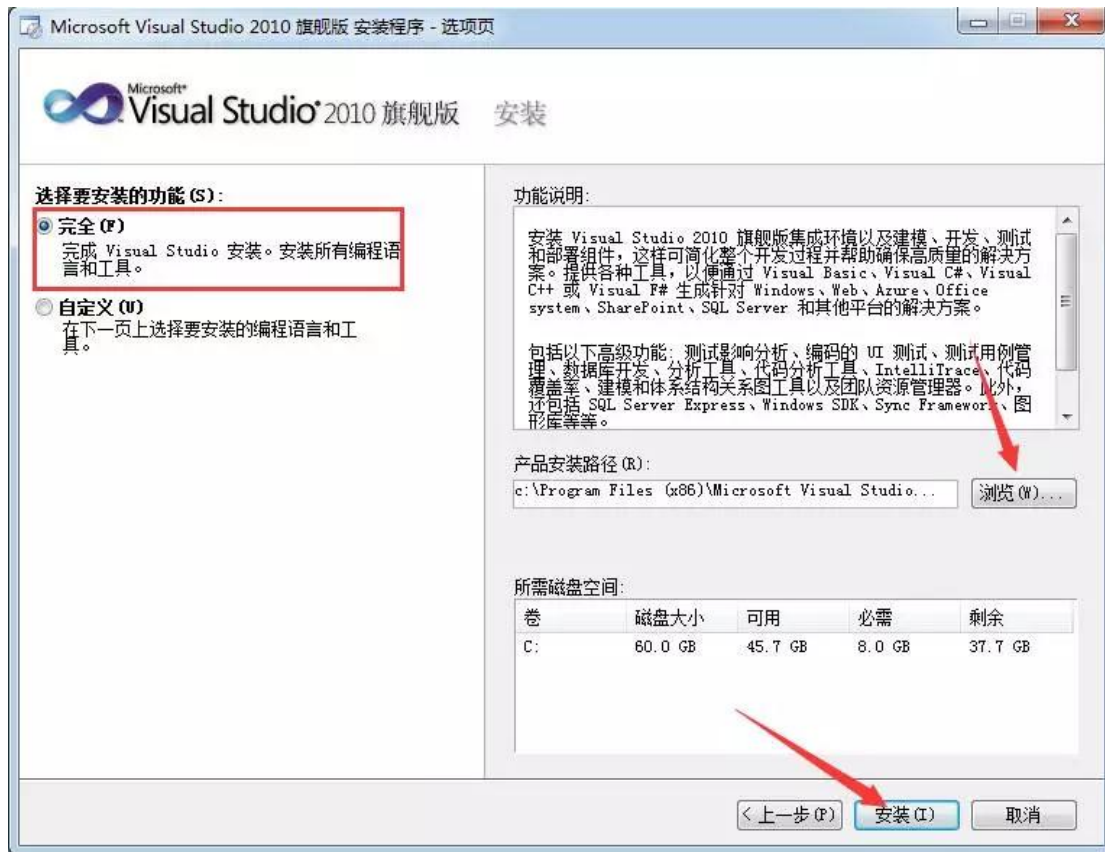 Microsoft Visual Studio 2010 旗舰版 安装程序 - 选项页
Microsoft®
Visual Studio® 2010 旗舰版 安装
选择要安装的功能(S):
完全(F)
完成 Visual Studio 安装。安装所有编程语
言和工具。
自定义(U)
在下一页上选择要安装的编程语言和工
具。
功能说明:
安装 Visual Studio 2010 旗舰版集成环境以及建模、开发、测试
和部署组件，这样可简化整个开发过程并帮助确保高质量的解决方
案。提供各种工具，以便通过 Visual Basic、Visual C#、Visual
C++ 或 Visual F# 生成针对 Windows、Web、Azure、Office
system、SharePoint、SQL Server 和其他平台的解决方案。
包括以下高级功能: 测试影响分析、编码的 UI 测试、测试用例管
理、数据库开发、分析工具、代码分析工具、IntelliTrace、代码
覆盖率、建模和体系结构关系图工具以及团队资源管理器。此外，
还包括 SQL Server Express、Windows SDK、Sync Framework、图
形库等等。
产品安装路径(R):
c:\Program Files (x86)\Microsoft Visual Studio...
浏览(W)...
所需磁盘空间:
卷 磁盘大小 可用 必需 剩余
C: 60.0 GB 45.7 GB 8.0 GB 37.7 GB
< 上一步(P) 安装(I) 取消